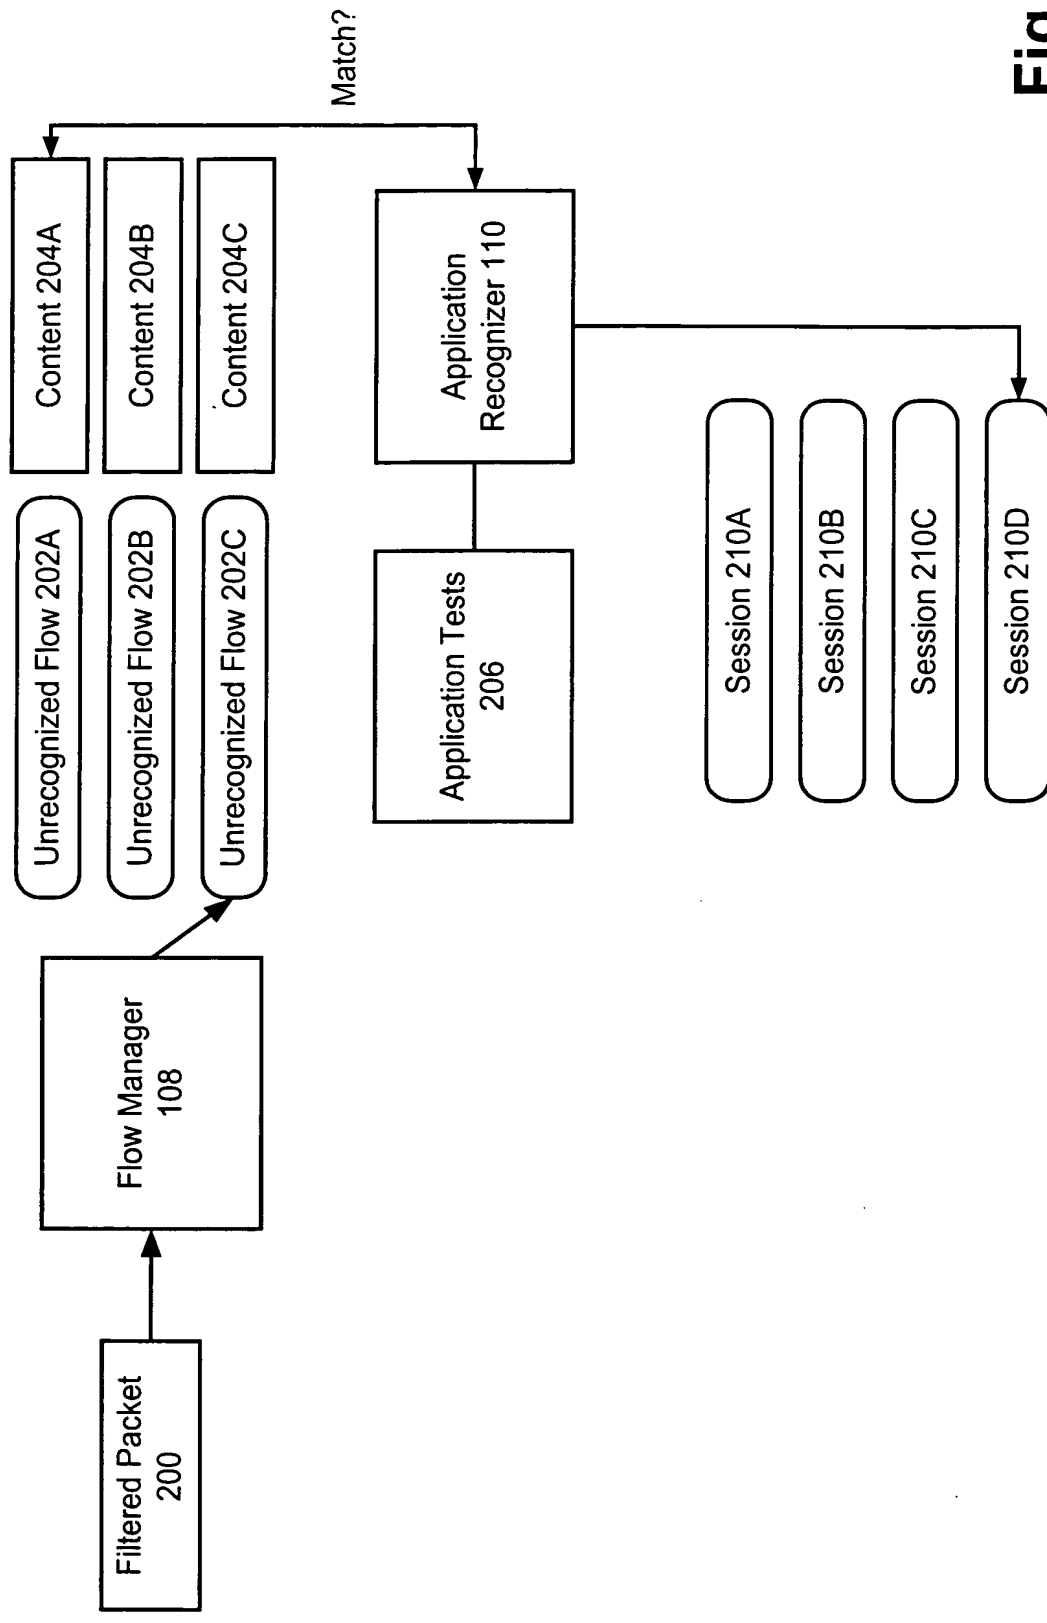 Filtered Packet
200
Flow Manager
108
Unrecognized Flow 202A
Content 204A
Unrecognized Flow 202B
Content 204B
Unrecognized Flow 202C
Content 204C
Match?
Application Tests
206
Application
Recognizer 110
Session 210A
Session 210B
Session 210C
Session 210D
Fig